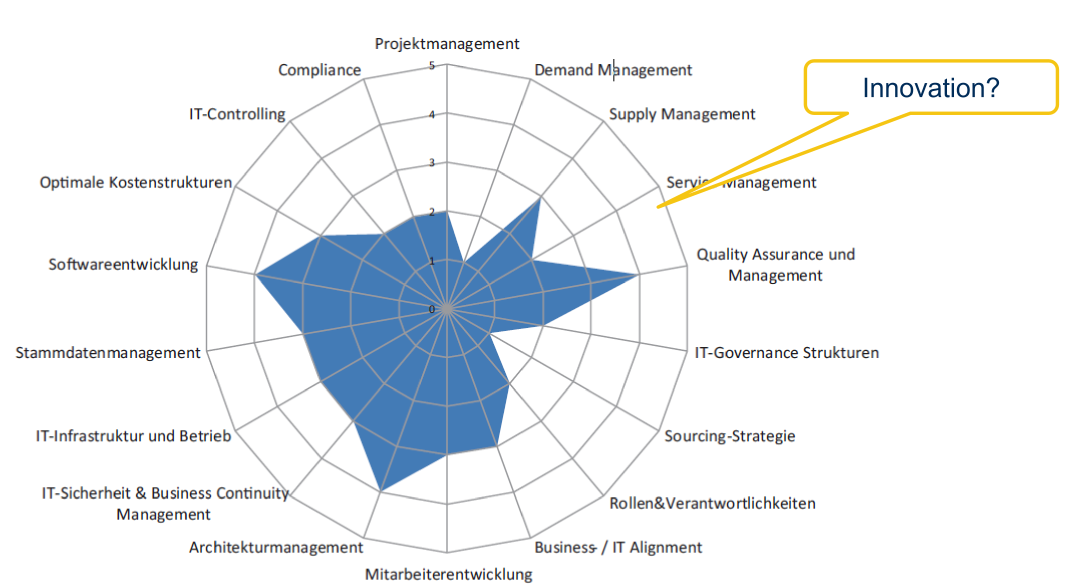 Projektmanagement
Demand Management
Supply Management
Service Management
Quality Assurance und
Management
IT-Governance Strukturen
Sourcing-Strategie
Rollen&Verantwortlichkeiten
Business- / IT Alignment
Mitarbeiterentwicklung
Architekturmanagement
IT-Sicherheit & Business Continuity
Management
IT-Infrastruktur und Betrieb
Stammdatenmanagement
Softwareentwicklung
Optimale Kostenstrukturen
IT-Controlling
Compliance
5
4
3
2
1
0
Innovation?